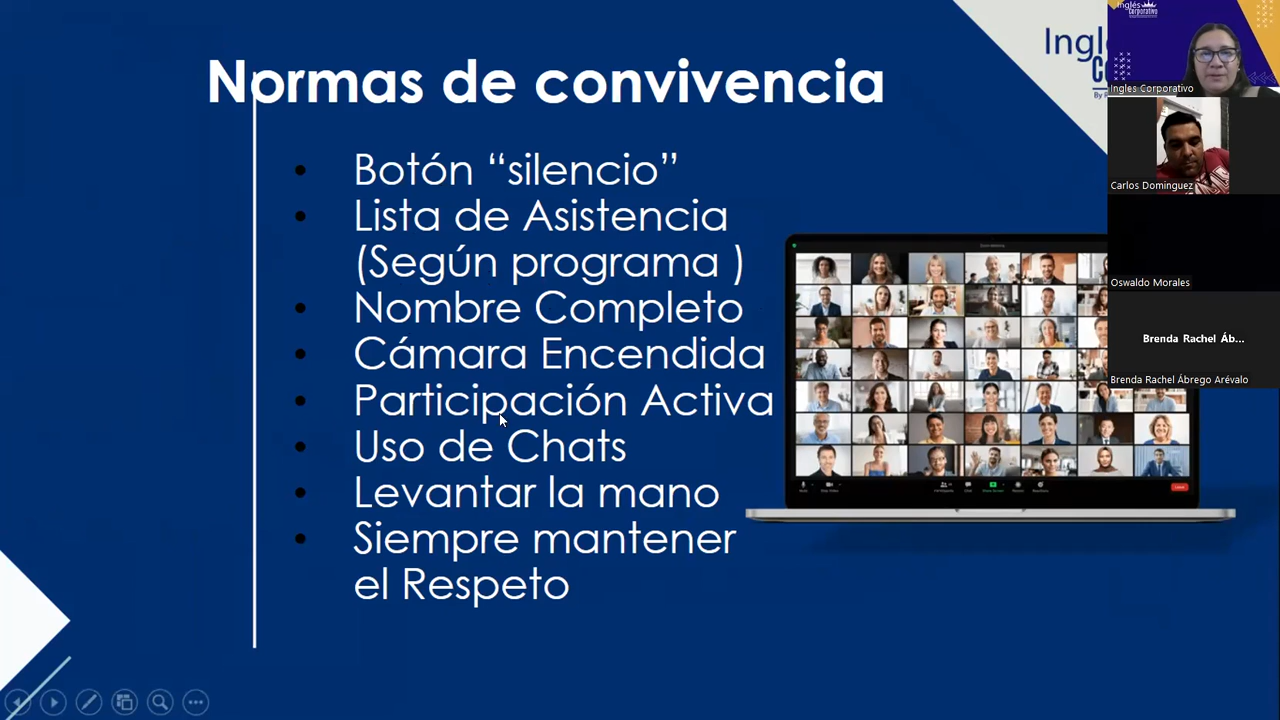 Normas de convivencia
Botón “silencio”
Lista de Asistencia
(Según programa )
Nombre Completo
Cámara Encendida
Participación Activa
Uso de Chats
Levantar la mano
Siempre mantener
el Respeto
Inglés
Corporativo
Ingles Corporativo
Carlos Dominguez
Oswaldo Morales
Brenda Rachel Áb...
Brenda Rachel Ábrego Arévalo